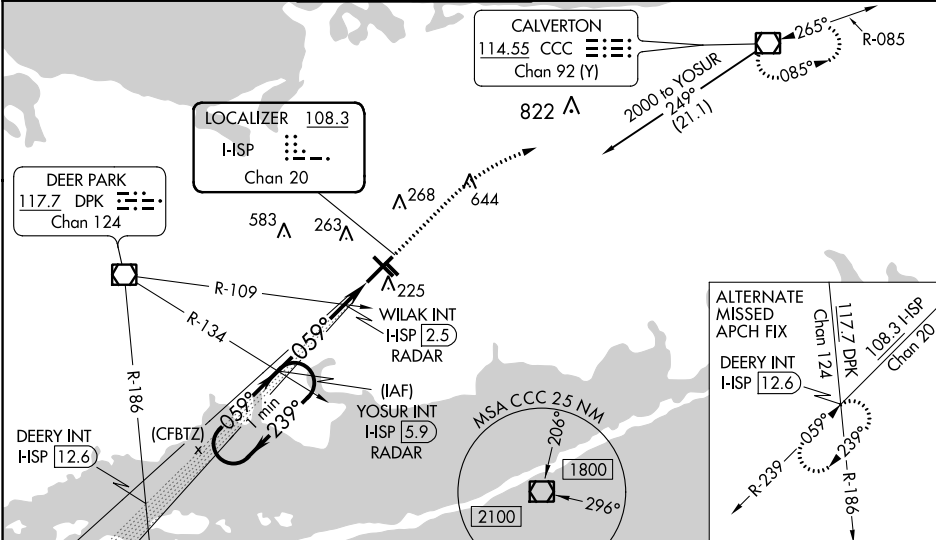 CALVERTON
114.55 CCC
Chan 92 (Y)
265°
R-085
085°
2000 to YOSUR
249°
(21.1)
822
LOCALIZER 108.3
I-ISP
Chan 20
DEER PARK
117.7 DPK
Chan 124
268
644
583
263
225
R-109
WILAK INT
I-ISP 2.5
RADAR
R-134
059°
R-186
(IAF)
YOSUR INT
I-ISP 5.9
RADAR
059°
1 min
239°
(CFBTZ)
x
DEERY INT
I-ISP 12.6
MSA CCC 25 NM
206°
1800
296°
2100
ALTERNATE
MISSED
APCH FIX
117.7 DPK
Chan 124
108.3 I-ISP
Chan 20
DEERY INT
I-ISP 12.6
059°
239°
R-239
R-186